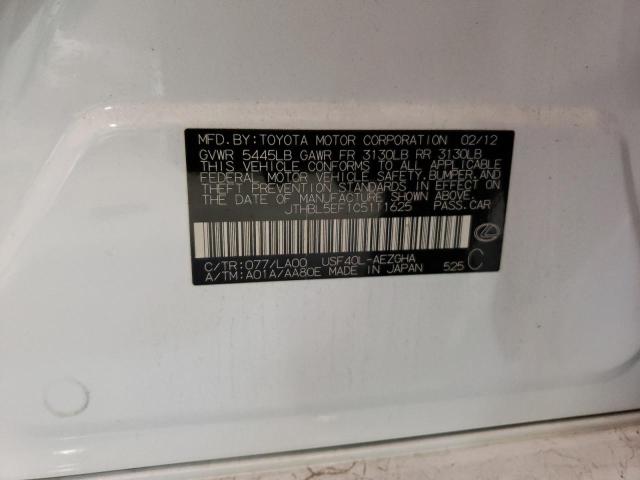 MFD.BY:TOYOTA MOTOR CORPORATION 02/12
GVWR 5445LB GAWR FR 3130LB RR 3130LB
THIS VEHICLE CONFORMS TO ALL APPLICABLE
FEDERAL MOTOR VEHICLE SAFETY, BUMPER, AND
THEFT PREVENTION STANDARDS IN EFFECT ON
THE DATE OF MANUFACTURE SHOWN ABOVE.
JTHBL5EF1C5111625 PASS.CAR
C/TR:077/LA00 USF40L-AEZGHA
A/TM:A01A/AA80E MADE IN JAPAN 525 C